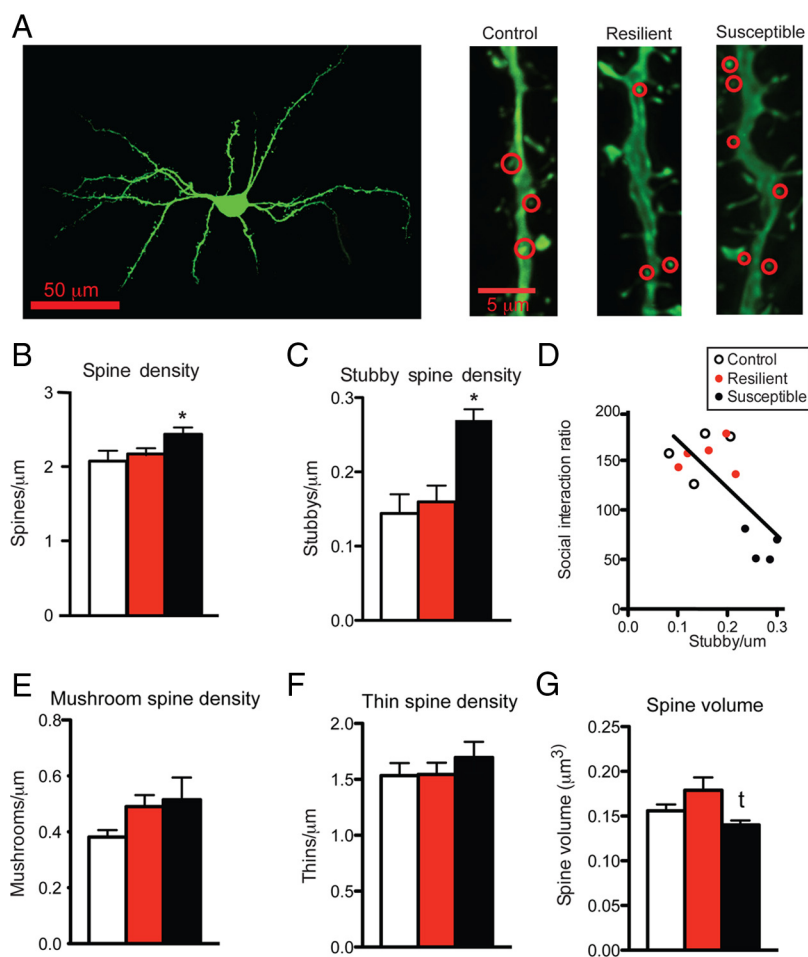 A
Control
Resilient
Susceptible
50 µm
5 µm
B
Spine density
*
3
2
1
0
Spines/µm
C
Stubby spine density
*
0.3
0.2
0.1
0.0
Stubbys/µm
D
Control
Resilient
Susceptible
200
150
100
50
0
Social interaction ratio
0.0 0.1 0.2 0.3
Stubby/um
E
Mushroom spine density
0.8
0.6
0.4
0.2
0.0
Mushrooms/µm
F
Thin spine density
2.0
1.5
1.0
0.5
0.0
Thins/µm
G
Spine volume
t
0.25
0.20
0.15
0.10
0.05
0.00
Spine volume (µm³)